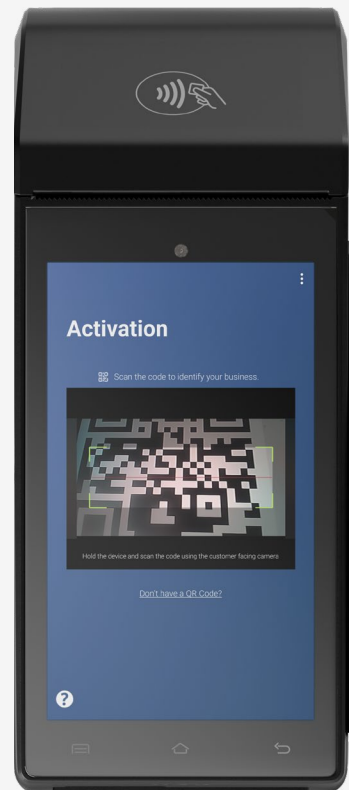 Activation
Scan the code to identify your business.
Hold the device and scan the code using the customer facing camera
Don't have a QR Code?
?